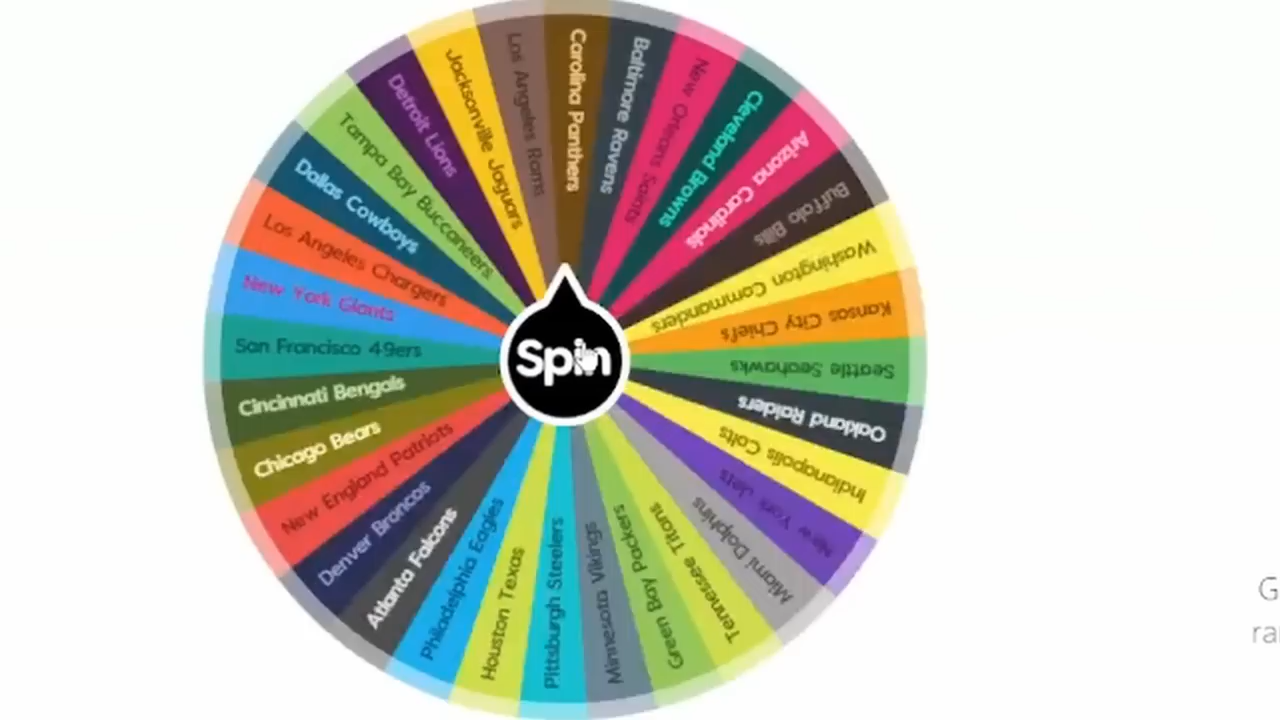 Carolina Panthers
Baltimore Ravens
New Orleans Saints
Cleveland Browns
Arizona Cardinals
Buffalo Bills
Washington Commanders
Kansas City Chiefs
Seattle Seahawks
Oakland Raiders
Indianapolis Colts
New York Jets
Miami Dolphins
Tennessee Titans
Green Bay Packers
Minnesota Vikings
Pittsburgh Steelers
Houston Texas
Philadelphia Eagles
Atlanta Falcons
Denver Broncos
New England Patriots
Chicago Bears
Cincinnati Bengals
San Francisco 49ers
New York Giants
Los Angeles Chargers
Dallas Cowboys
Tampa Bay Buccaneers
Detroit Lions
Jacksonville Jaguars
Los Angeles Rams
Spin